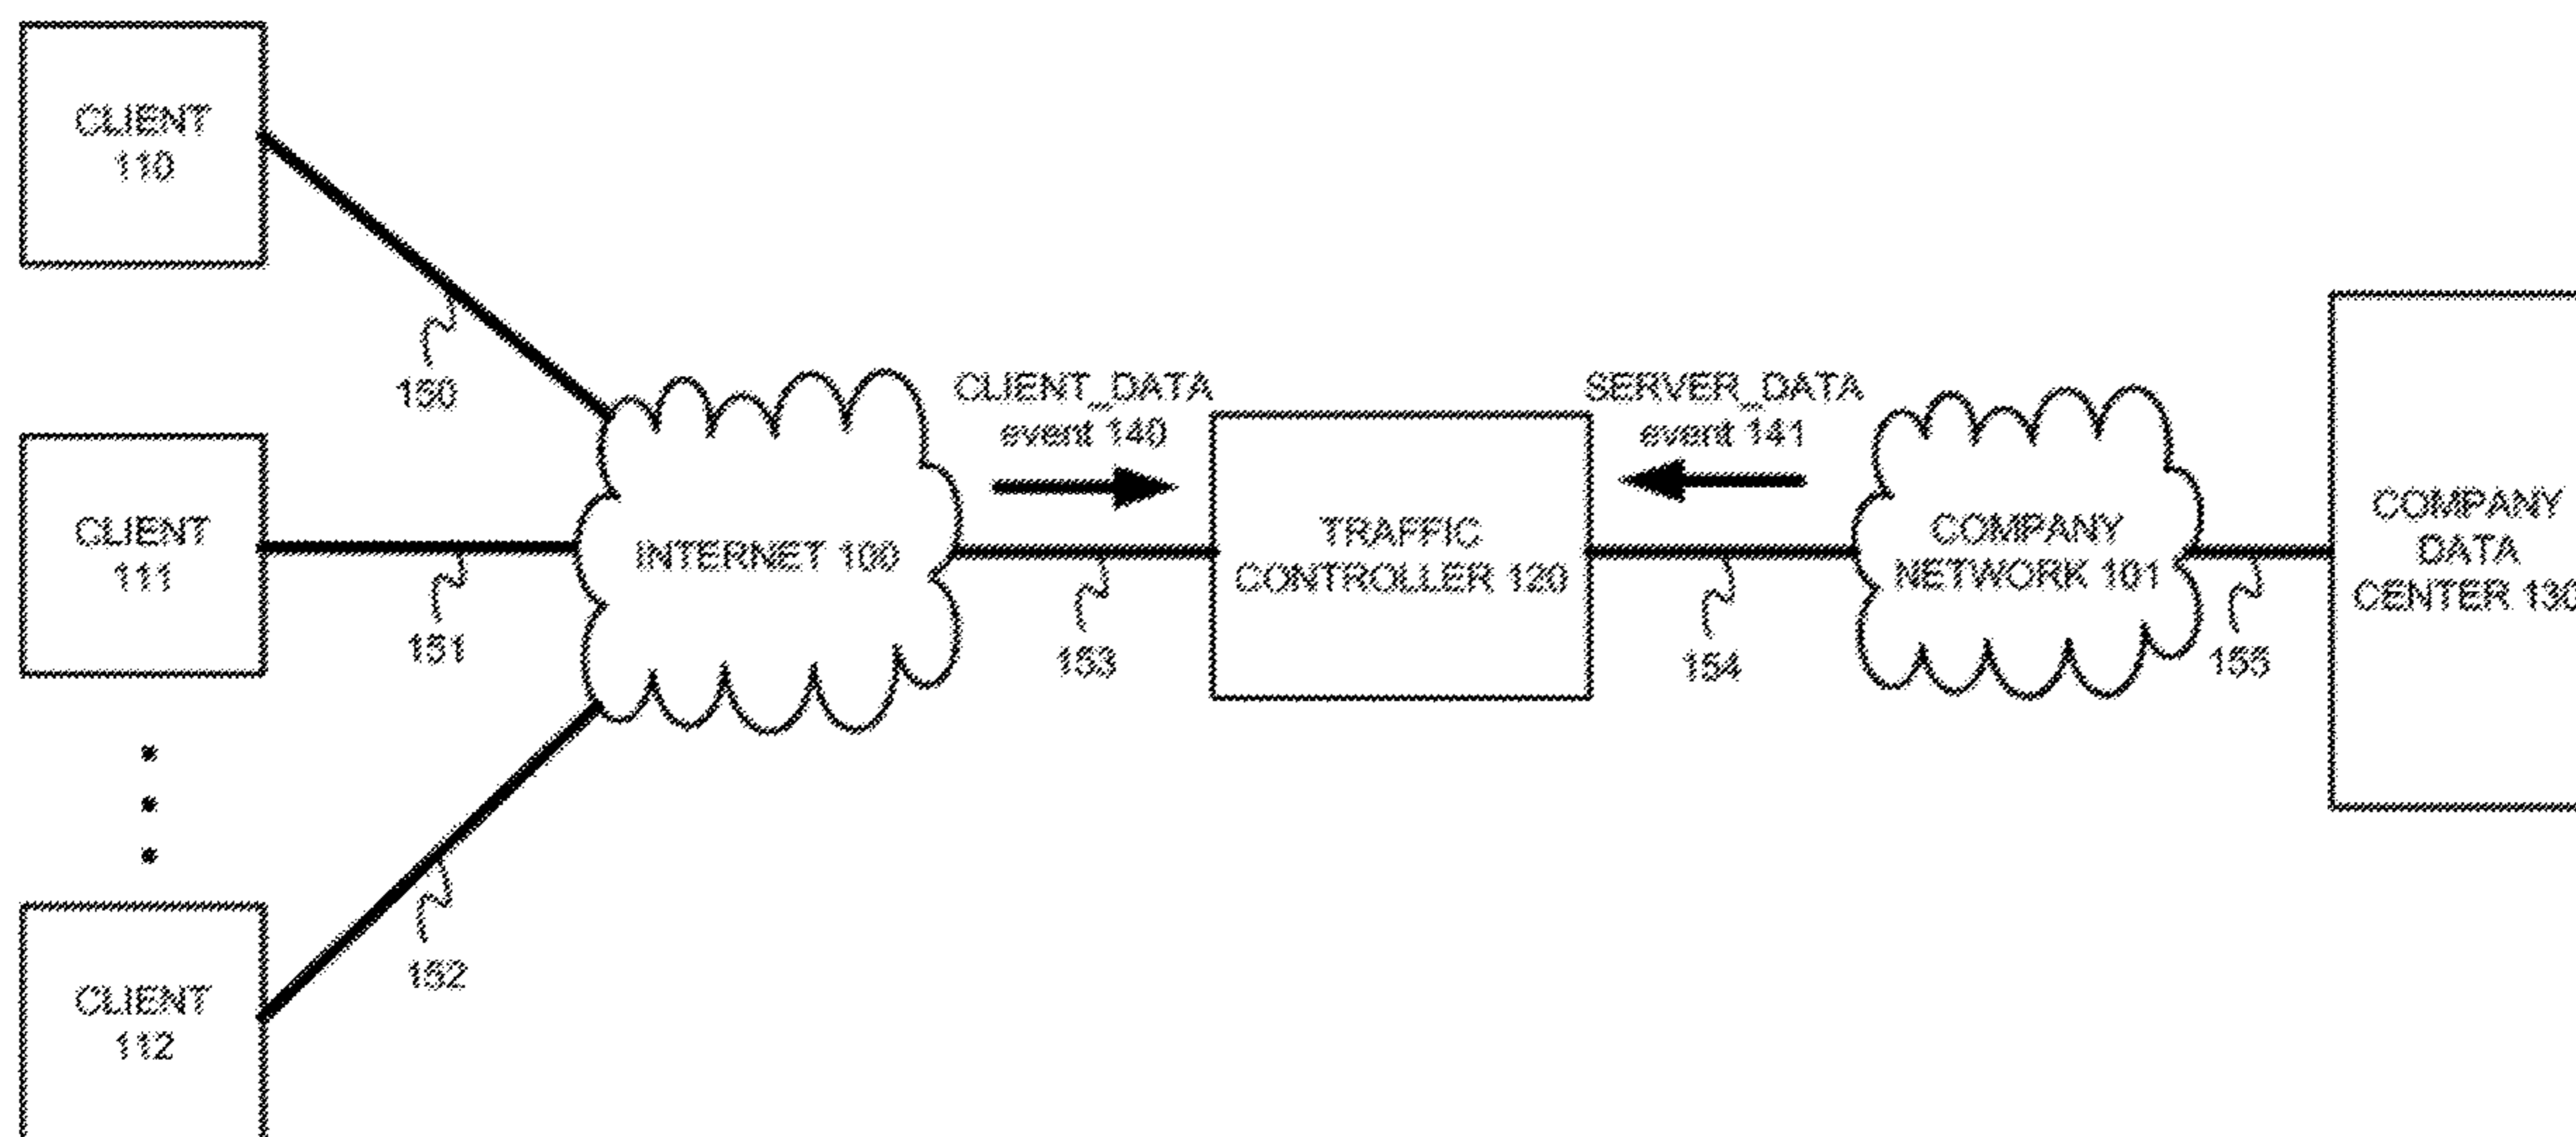 CLIENT
110
150
CLIENT_DATA
event 140
SERVER_DATA
event 141
CLIENT
111
151
INTERNET 100
153
TRAFFIC
CONTROLLER 120
154
COMPANY
NETWORK 101
155
COMPANY
DATA
CENTER 130
152
CLIENT
112